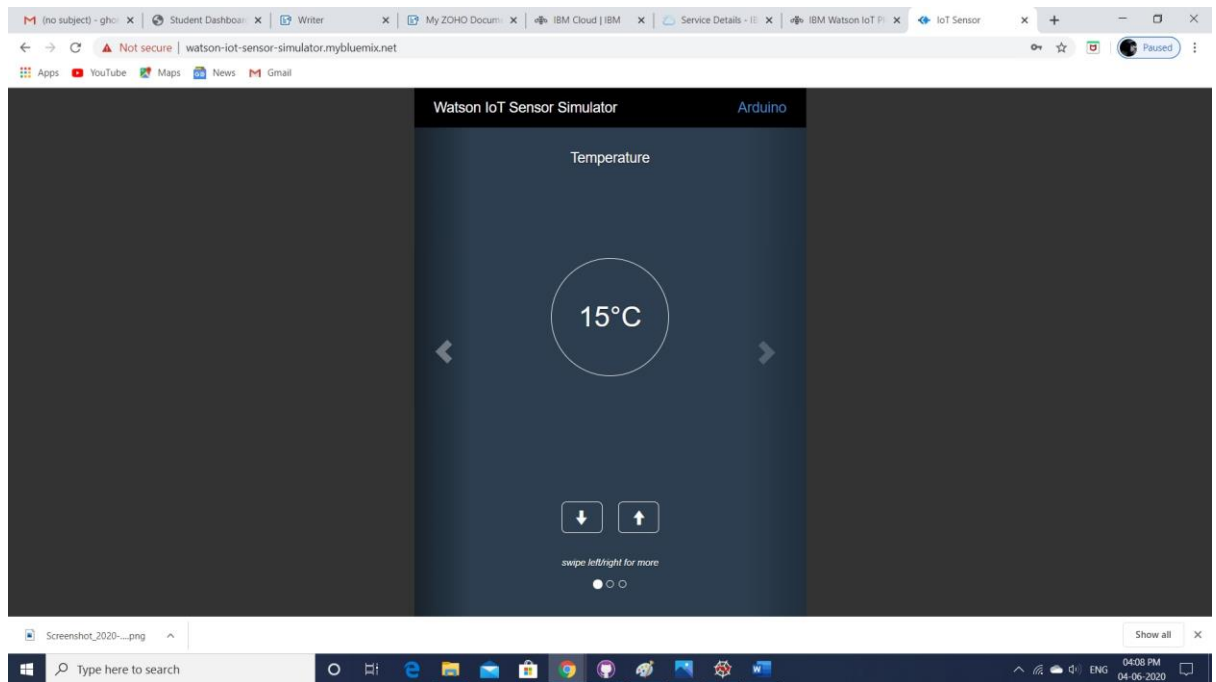 (no subject) - gho
Student Dashboar
Writer
My ZOHO Docum
IBM Cloud | IBM
Service Details - IB
IBM Watson IoT Pl
IoT Sensor
Not secure | watson-iot-sensor-simulator.mybluemix.net
Paused
Apps
YouTube
Maps
News
Gmail
Watson IoT Sensor Simulator
Arduino
Temperature
15°C
swipe left/right for more
Screenshot_2020-....png
Show all
Type here to search
ENG
04:08 PM
04-06-2020